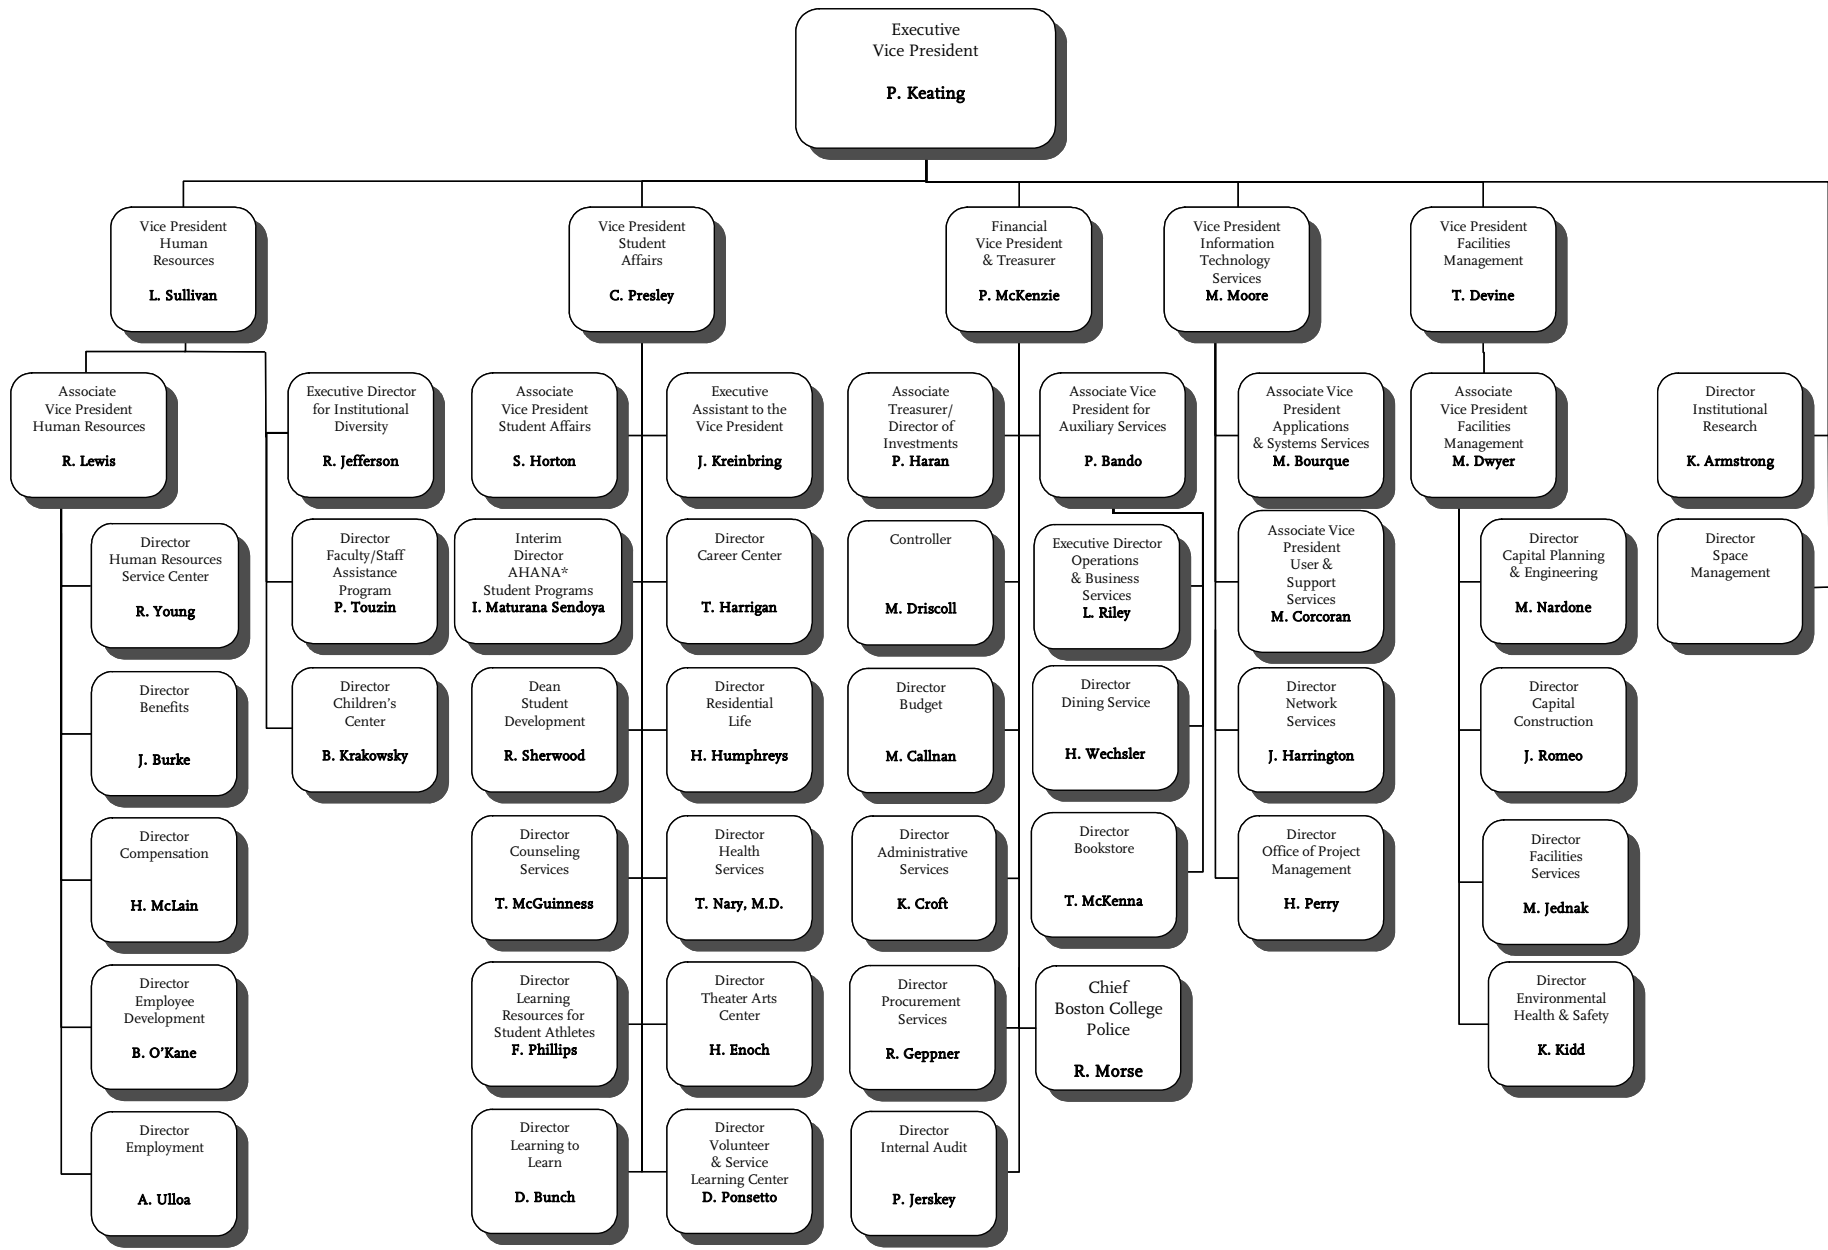 Executive
Vice President
P. Keating
Vice President
Human
Resources
L. Sullivan
Vice President
Student
Affairs
C. Presley
Financial
Vice President
& Treasurer
P. McKenzie
Vice President
Information
Technology
Services
M. Moore
Vice President
Facilities
Management
T. Devine
Associate
Vice President
Human Resources
R. Lewis
Executive Director
for Institutional
Diversity
R. Jefferson
Associate
Vice President
Student Affairs
S. Horton
Executive
Assistant to the
Vice President
J. Kreinbring
Associate
Treasurer/
Director of
Investments
P. Haran
Associate Vice
President for
Auxiliary Services
P. Bando
Associate Vice
President
Applications
& Systems Services
M. Bourque
Associate
Vice President
Facilities
Management
M. Dwyer
Director
Institutional
Research
K. Armstrong
Director
Human Resources
Service Center
R. Young
Director
Faculty/Staff
Assistance
Program
P. Touzin
Interim
Director
AHANA*
Student Programs
I. Maturana Sendoya
Director
Career Center
T. Harrigan
Controller
M. Driscoll
Executive Director
Operations
& Business
Services
L. Riley
Associate Vice
President
User &
Support
Services
M. Corcoran
Director
Capital Planning
& Engineering
M. Nardone
Director
Space
Management
Director
Benefits
J. Burke
Director
Children's
Center
B. Krakowsky
Dean
Student
Development
R. Sherwood
Director
Residential
Life
H. Humphreys
Director
Budget
M. Callnan
Director
Dining Service
H. Wechsler
Director
Network
Services
J. Harrington
Director
Capital
Construction
J. Romeo
Director
Compensation
H. McLain
Director
Counseling
Services
T. McGuinness
Director
Health
Services
T. Nary, M.D.
Director
Administrative
Services
K. Croft
Director
Bookstore
T. McKenna
Director
Office of Project
Management
H. Perry
Director
Facilities
Services
M. Jednak
Director
Employee
Development
B. O'Kane
Director
Learning
Resources for
Student Athletes
F. Phillips
Director
Theater Arts
Center
H. Enoch
Director
Procurement
Services
R. Geppner
Chief
Boston College
Police
R. Morse
Director
Environmental
Health & Safety
K. Kidd
Director
Employment
A. Ulloa
Director
Learning to
Learn
D. Bunch
Director
Volunteer
& Service
Learning Center
D. Ponsetto
Director
Internal Audit
P. Jerskey